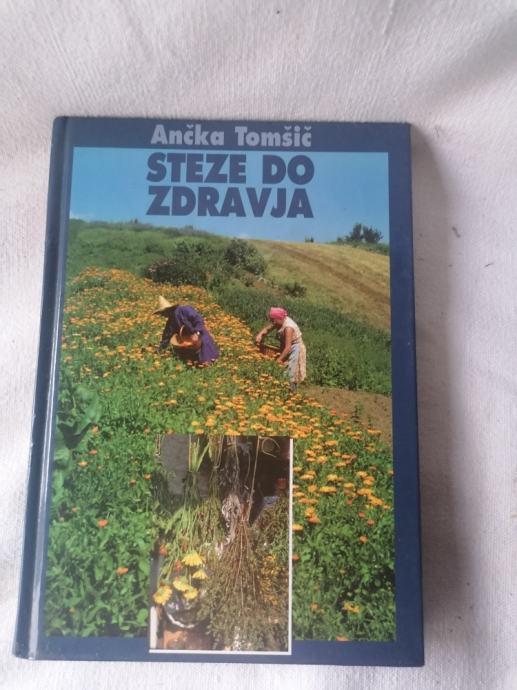 Ančka Tomšič
STEZE DO
ZDRAVJA